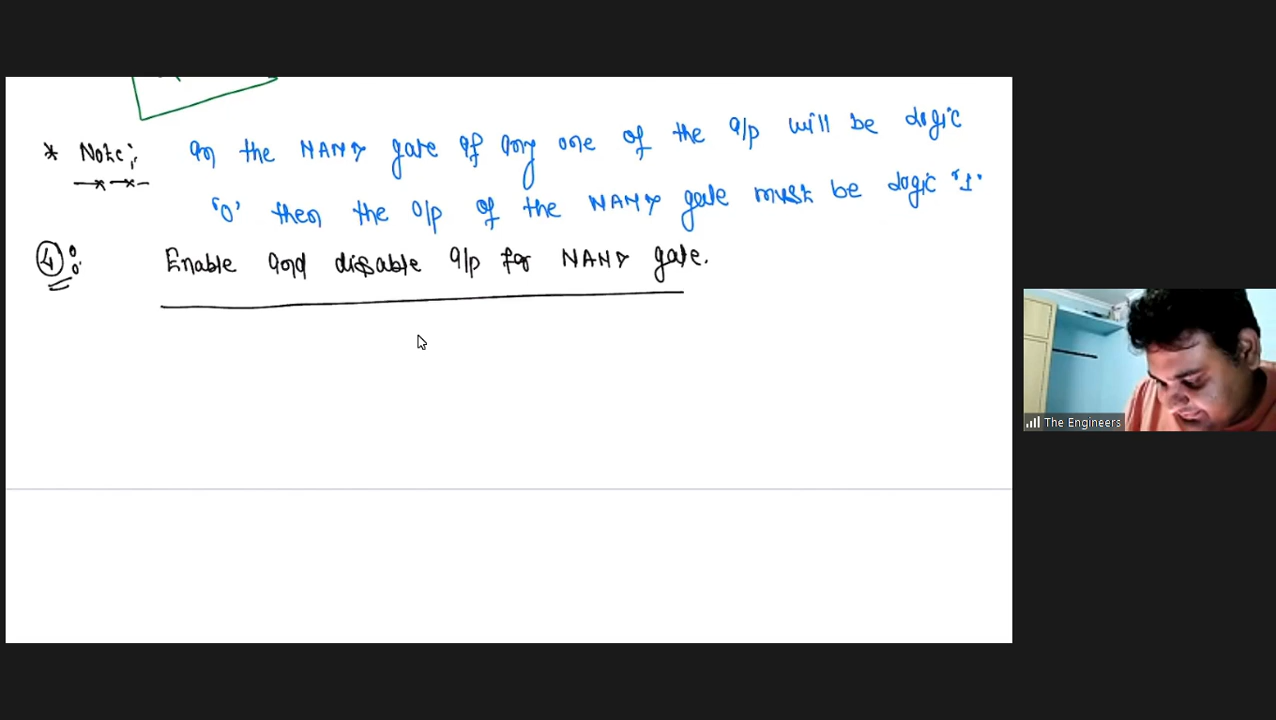 * Note:
In the NAND gate if any one of the i/p will be logic
'0' then the o/p of the NAND gate must be logic '1'
④: Enable and disable i/p for NAND gate.
The Engineers